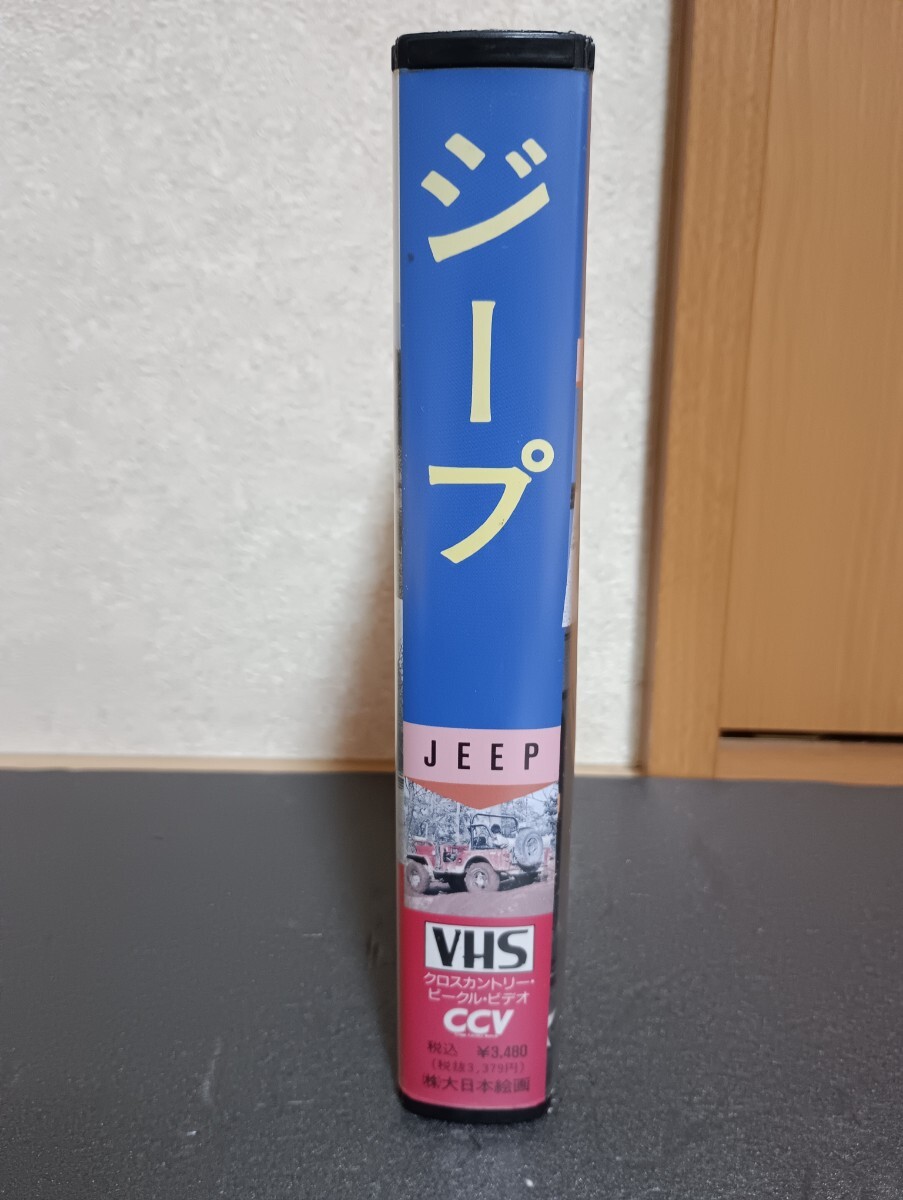 ジープ
JEEP
VHS
クロスカントリー・
ビークル・ビデオ
CCV
税込 ¥3,480
(税抜3,379円)
㈱大日本絵画